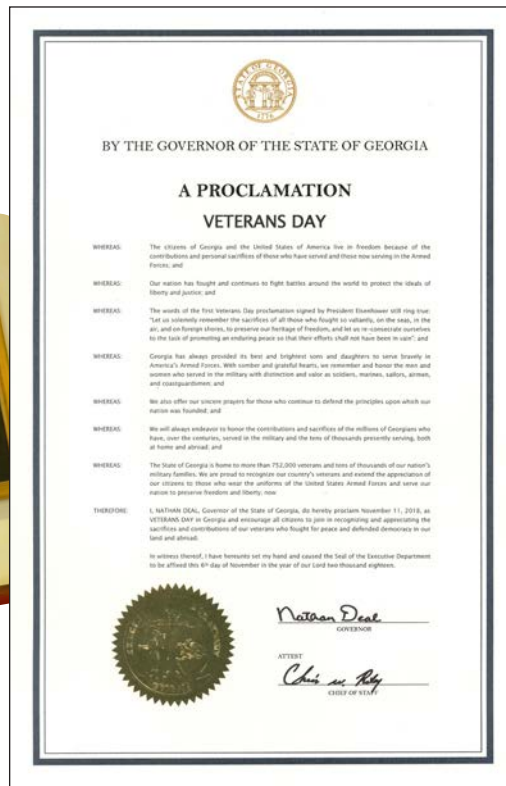 STATE OF GEORGIA
1776
BY THE GOVERNOR OF THE STATE OF GEORGIA
A PROCLAMATION
VETERANS DAY
WHEREAS: The citizens of Georgia and the United States of America live in freedom because of the
contributions and personal sacrifices of those who have served and those now serving in the Armed
Forces; and
WHEREAS: Our nation has fought and continues to fight battles around the world to protect the ideals of
liberty and justice; and
WHEREAS: The words of the first Veterans Day proclamation signed by President Eisenhower still ring true:
"Let us solemnly remember the sacrifices of all those who fought so valiantly, on the seas, in the
air, and on foreign shores, to preserve our heritage of freedom, and let us re-consecrate ourselves
to the task of promoting an enduring peace so that their efforts shall not have been in vain"; and
WHEREAS: Georgia has always provided its best and brightest sons and daughters to serve bravely in
America's Armed Forces. With somber and grateful hearts, we remember and honor the men and
women who served in the military with distinction and valor as soldiers, marines, sailors, airmen,
and coastguardsmen; and
WHEREAS: We also offer our sincere prayers for those who continue to defend the principles upon which our
nation was founded; and
WHEREAS: We will always endeavor to honor the contributions and sacrifices of the millions of Georgians who
have, over the centuries, served in the military and the tens of thousands presently serving, both
at home and abroad; and
WHEREAS: The State of Georgia is home to more than 752,000 veterans and tens of thousands of our nation's
military families. We are proud to recognize our country's veterans and extend the appreciation of
our citizens to those who wear the uniforms of the United States Armed Forces and serve our
nation to preserve freedom and liberty; now
THEREFORE: I, NATHAN DEAL, Governor of the State of Georgia, do hereby proclaim November 11, 2018, as
VETERANS DAY in Georgia and encourage all citizens to join in recognizing and appreciating the
sacrifices and contributions of our veterans who fought for peace and defended democracy in our
land and abroad.
In witness thereof, I have hereunto set my hand and caused the Seal of the Executive Department
to be affixed this 6th day of November in the year of our Lord two thousand eighteen.
Nathan Deal
GOVERNOR
ATTEST
Chris W. Riley
CHIEF OF STAFF